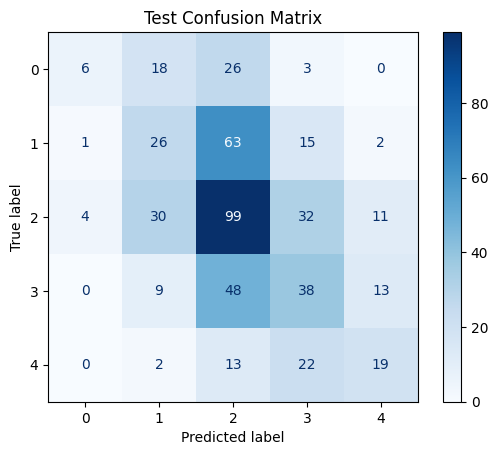 Test Confusion Matrix
0 6 18 26 3 0
1 1 26 63 15 2
2 4 30 99 32 11
3 0 9 48 38 13
4 0 2 13 22 19
0 1 2 3 4
Predicted label
True label
80
60
40
20
0